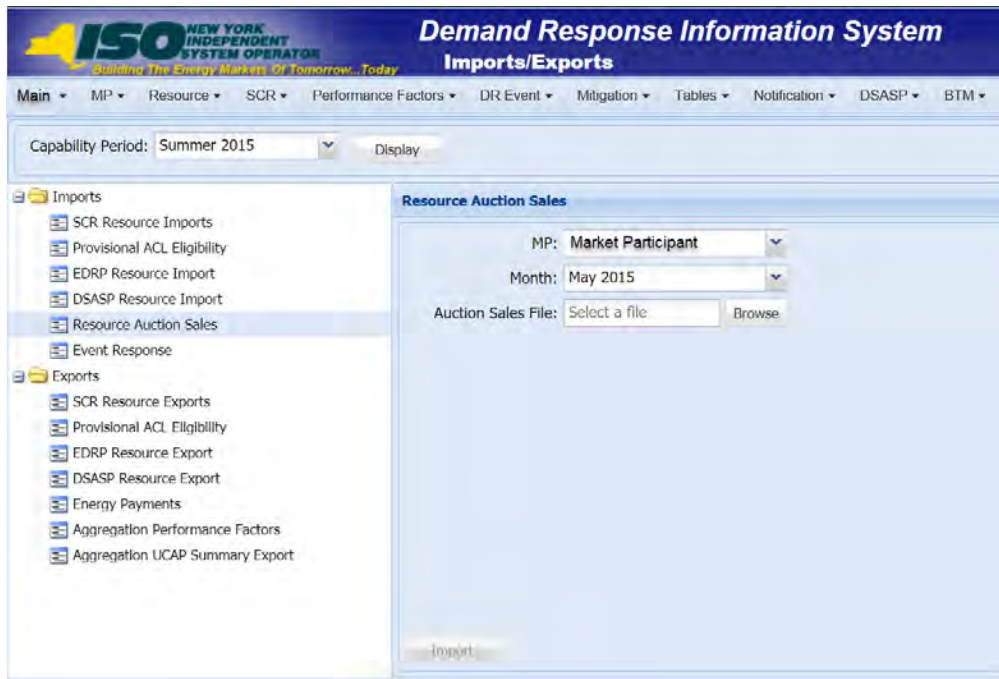 ISO NEW YORK
INDEPENDENT
SYSTEM OPERATOR
Building The Energy Markets Of Tomorrow...Today
Demand Response Information System
Imports/Exports
Main MP Resource SCR Performance Factors DR Event Mitigation Tables Notification DSASP BTM
Capability Period: Summer 2015 Display
Imports
SCR Resource Imports
Provisional ACL Eligibility
EDRP Resource Import
DSASP Resource Import
Resource Auction Sales
Event Response
Exports
SCR Resource Exports
Provisional ACL Eligibility
EDRP Resource Export
DSASP Resource Export
Energy Payments
Aggregation Performance Factors
Aggregation UCAP Summary Export
Resource Auction Sales
MP: Market Participant
Month: May 2015
Auction Sales File: Select a file Browse
Import